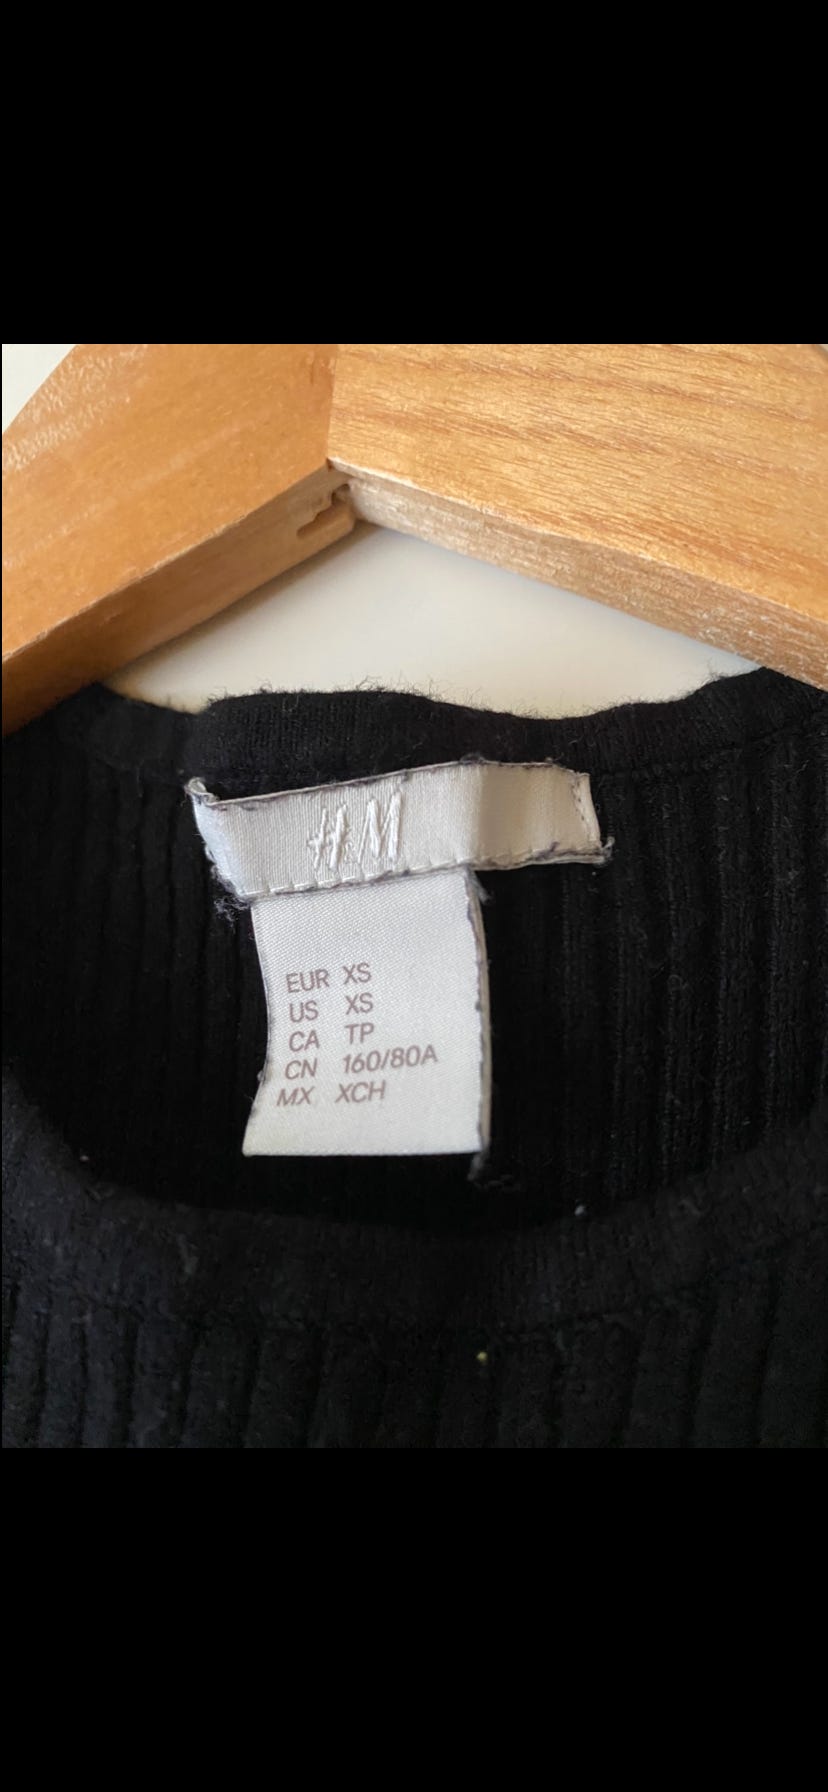 H&M
EUR XS
US XS
CA TP
CN 160/80A
MX XCH